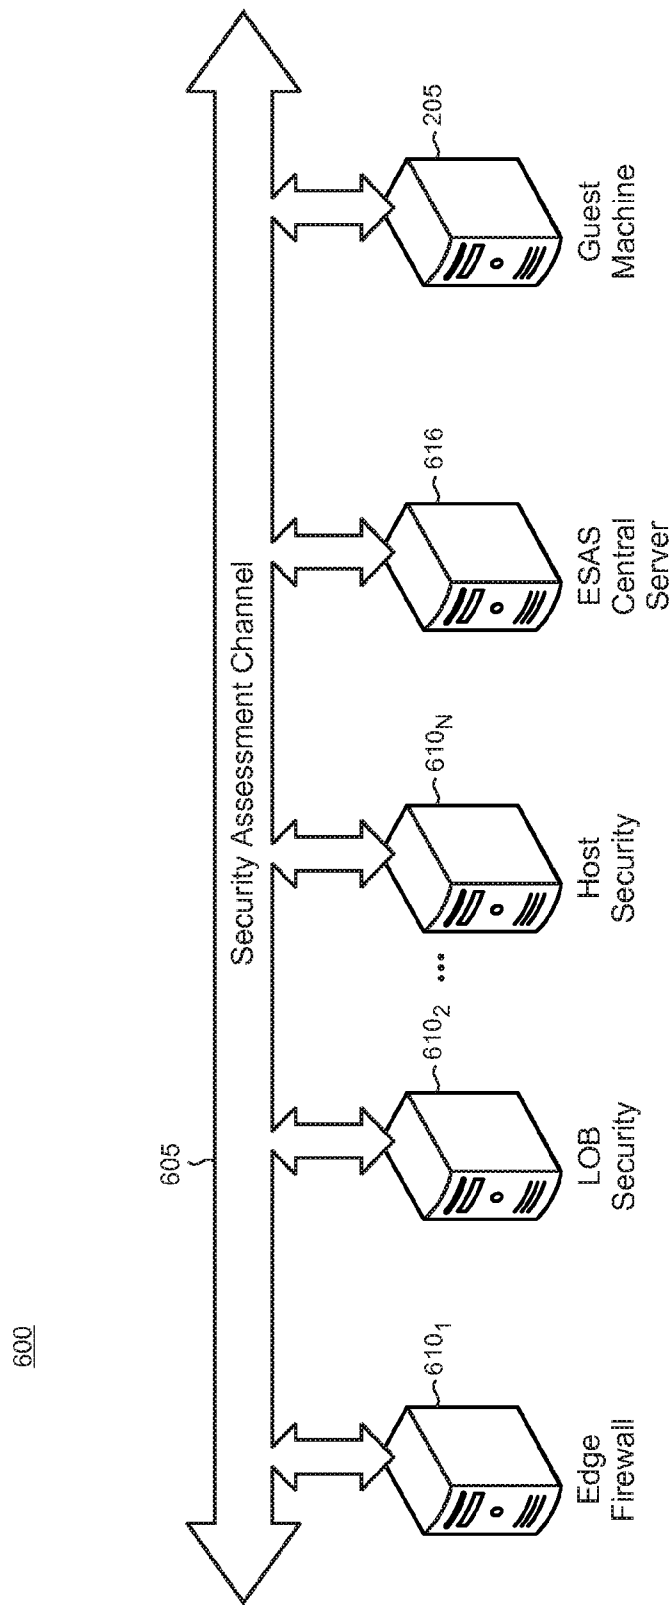 600
605
Security Assessment Channel
610₁
610₂
...
610N
616
205
Edge
Firewall
LOB
Security
Host
Security
ESAS
Central
Server
Guest
Machine